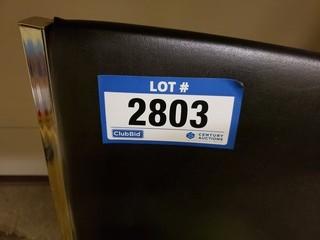 LOT #
2803
ClubBid CENTURY
AUCTIONS